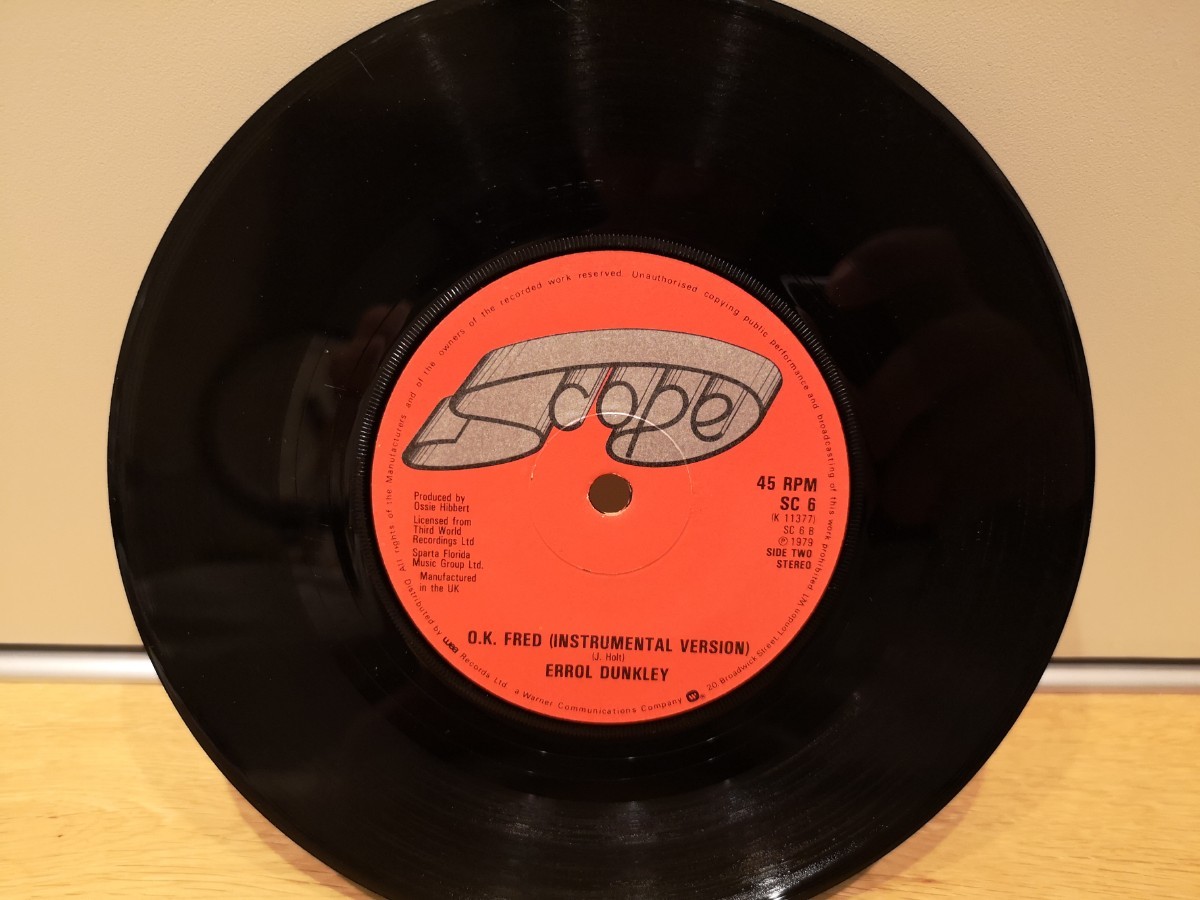 All rights of the Manufacturers and of the owners of the recorded work reserved. Unauthorised copying public performance and broadcasting of this work prohibited.
Scope
45 RPM
SC 6
(K 11377)
SC 6 B
℗ 1979
SIDE TWO
STEREO
Produced by
Ossie Hibbert
Licensed from
Third World
Recordings Ltd
Sparta Florida
Music Group Ltd.
Manufactured
in the UK
O.K. FRED (INSTRUMENTAL VERSION)
(J. Holt)
ERROL DUNKLEY
Distributed by wea Records Ltd. a Warner Communications Company W ® 20, Broadwick Street London W1